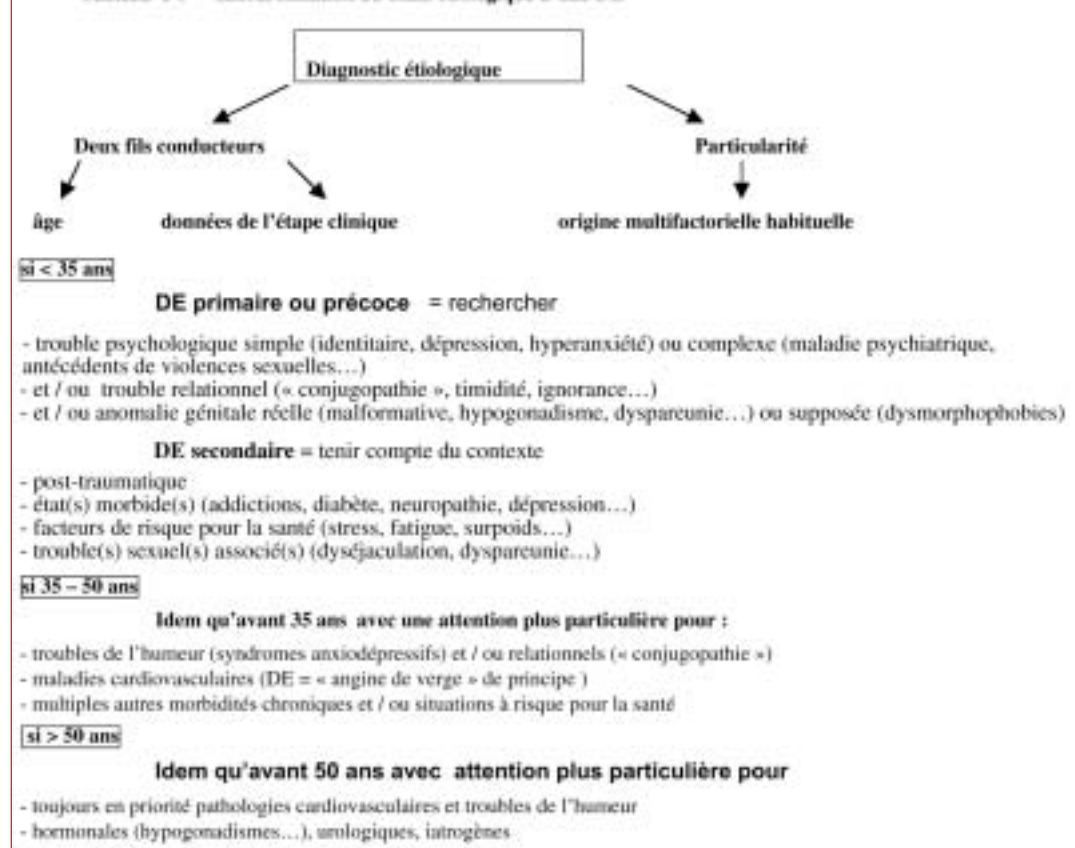 Diagnostic étiologique
Deux fils conducteurs
Particularité
âge
données de l'étape clinique
origine multifactorielle habituelle
si < 35 ans
DE primaire ou précoce = rechercher
- trouble psychologique simple (identitaire, dépression, hyperanxiété) ou complexe (maladie psychiatrique,
antécédents de violences sexuelles…)
- et / ou trouble relationnel (« conjugopathie », timidité, ignorance…)
- et / ou anomalie génitale réelle (malformative, hypogonadisme, dyspareunie…) ou supposée (dysmorphophobies)
DE secondaire = tenir compte du contexte
- post-traumatique
- état(s) morbide(s) (addictions, diabète, neuropathie, dépression…)
- facteurs de risque pour la santé (stress, fatigue, surpoids…)
- trouble(s) sexuel(s) associé(s) (dyséjaculation, dyspareunie…)
si 35 – 50 ans
Idem qu'avant 35 ans avec une attention plus particulière pour :
- troubles de l'humeur (syndromes anxiodépressifs) et / ou relationnels (« conjugopathie »)
- maladies cardiovasculaires (DE = « angine de verge » de principe )
- multiples autres morbidités chroniques et / ou situations à risque pour la santé
si > 50 ans
Idem qu'avant 50 ans avec attention plus particulière pour
- toujours en priorité pathologies cardiovasculaires et troubles de l'humeur
- hormonales (hypogonadismes…), urologiques, iatrogènes